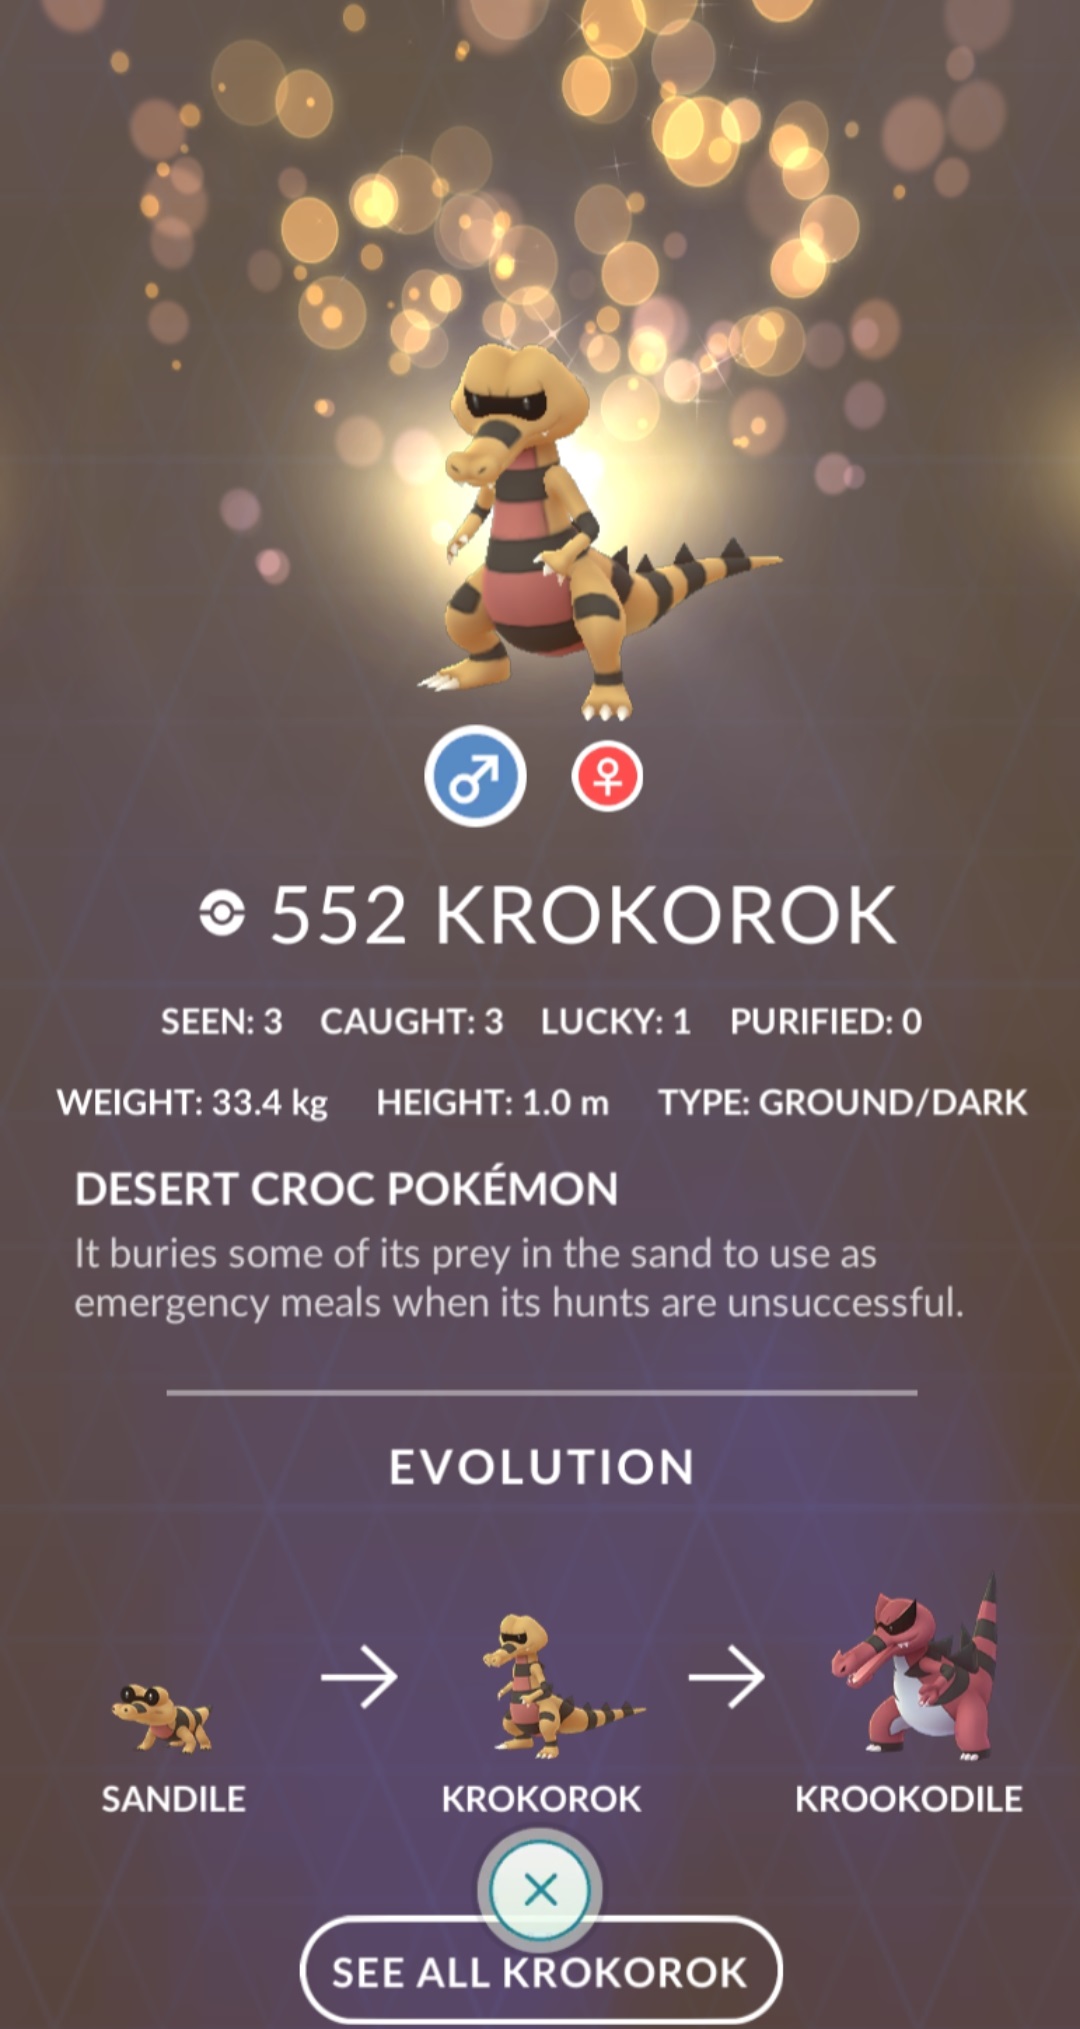 552 KROKOROK
SEEN: 3 CAUGHT: 3 LUCKY: 1 PURIFIED: 0
WEIGHT: 33.4 kg HEIGHT: 1.0 m TYPE: GROUND/DARK
DESERT CROC POKÉMON
It buries some of its prey in the sand to use as
emergency meals when its hunts are unsuccessful.
EVOLUTION
SANDILE KROKOROK KROOKODILE
SEE ALL KROKOROK